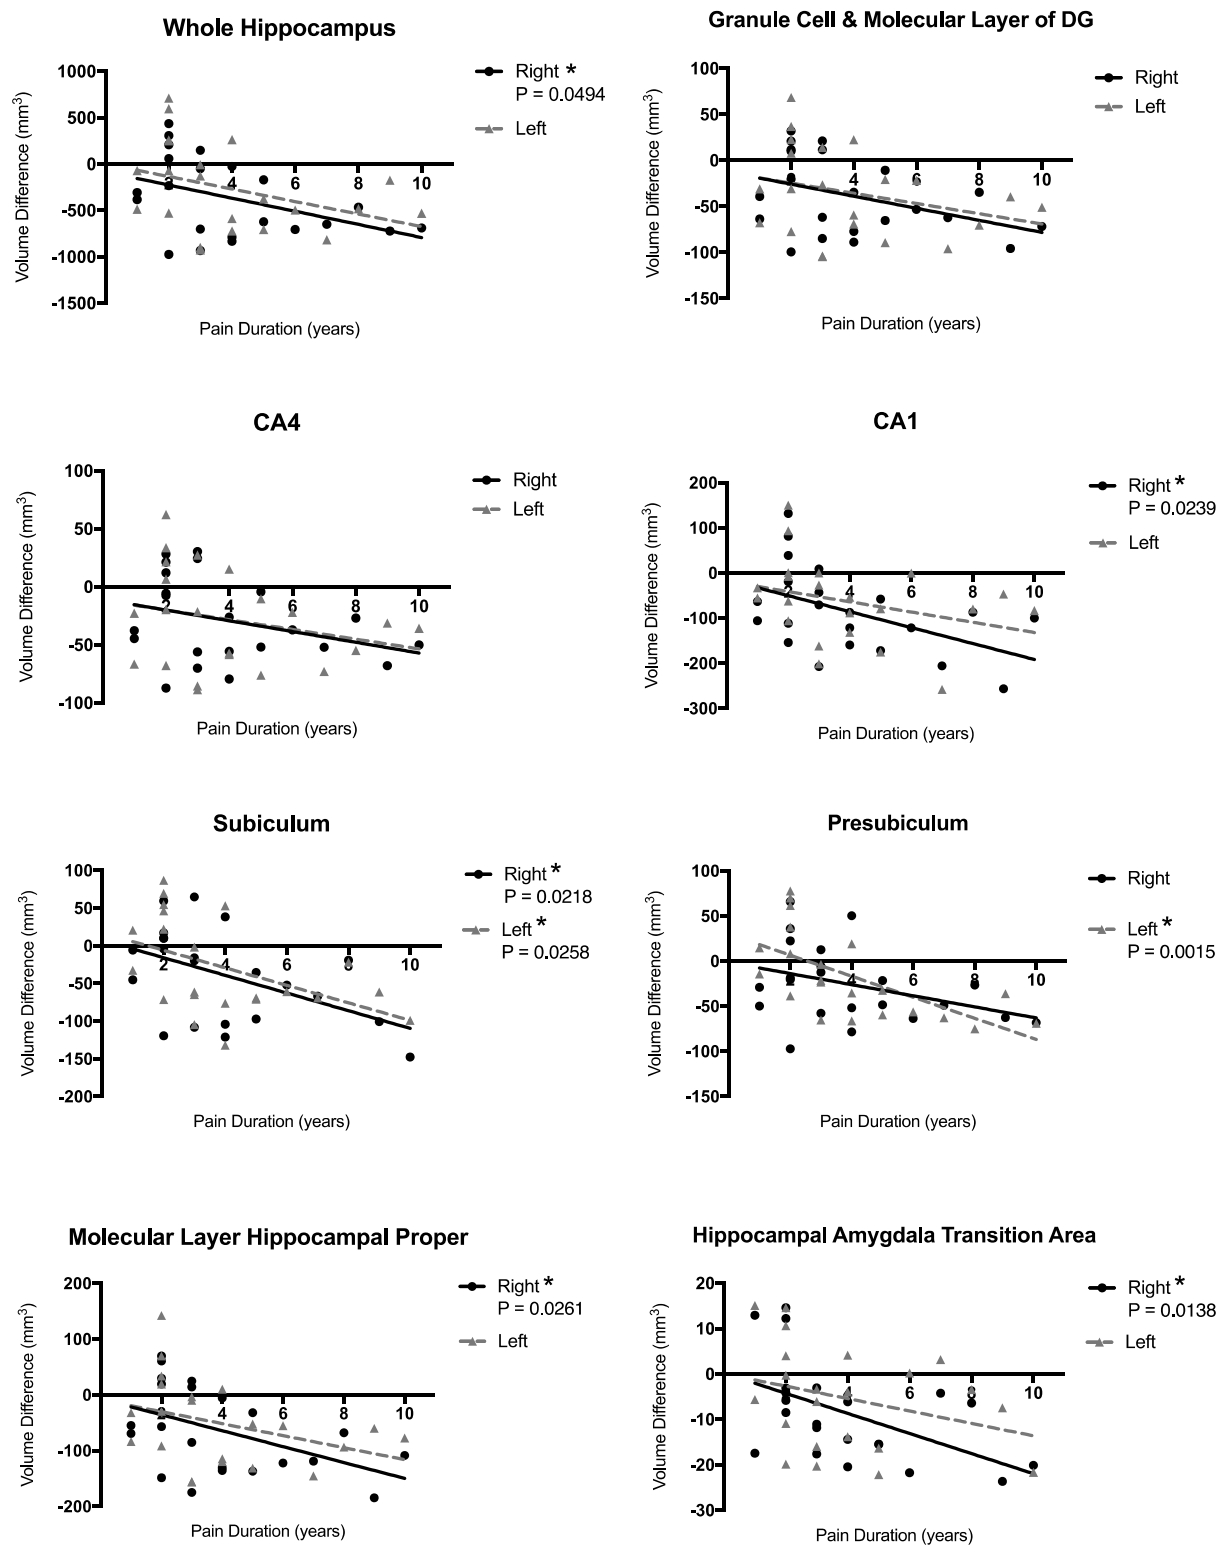 Whole Hippocampus
1000
500
0
-500
-1000
-1500
2 4 6 8 10
Volume Difference (mm³)
Pain Duration (years)
Right *
P = 0.0494
Left
Granule Cell & Molecular Layer of DG
100
50
0
-50
-100
-150
2 4 6 8 10
Volume Difference (mm³)
Pain Duration (years)
Right
Left
CA4
100
50
0
-50
-100
2 4 6 8 10
Volume Difference (mm³)
Pain Duration (years)
Right
Left
CA1
200
100
0
-100
-200
-300
2 4 6 8 10
Volume Difference (mm³)
Pain Duration (years)
Right *
P = 0.0239
Left
Subiculum
100
50
0
-50
-100
-150
-200
2 4 6 8 10
Volume Difference (mm³)
Pain Duration (years)
Right *
P = 0.0218
Left *
P = 0.0258
Presubiculum
100
50
0
-50
-100
-150
2 4 6 8 10
Volume Difference (mm³)
Pain Duration (years)
Right
Left *
P = 0.0015
Molecular Layer Hippocampal Proper
200
100
0
-100
-200
2 4 6 8 10
Volume Difference (mm³)
Pain Duration (years)
Right *
P = 0.0261
Left
Hippocampal Amygdala Transition Area
20
10
0
-10
-20
-30
2 4 6 8 10
Volume Difference (mm³)
Pain Duration (years)
Right *
P = 0.0138
Left